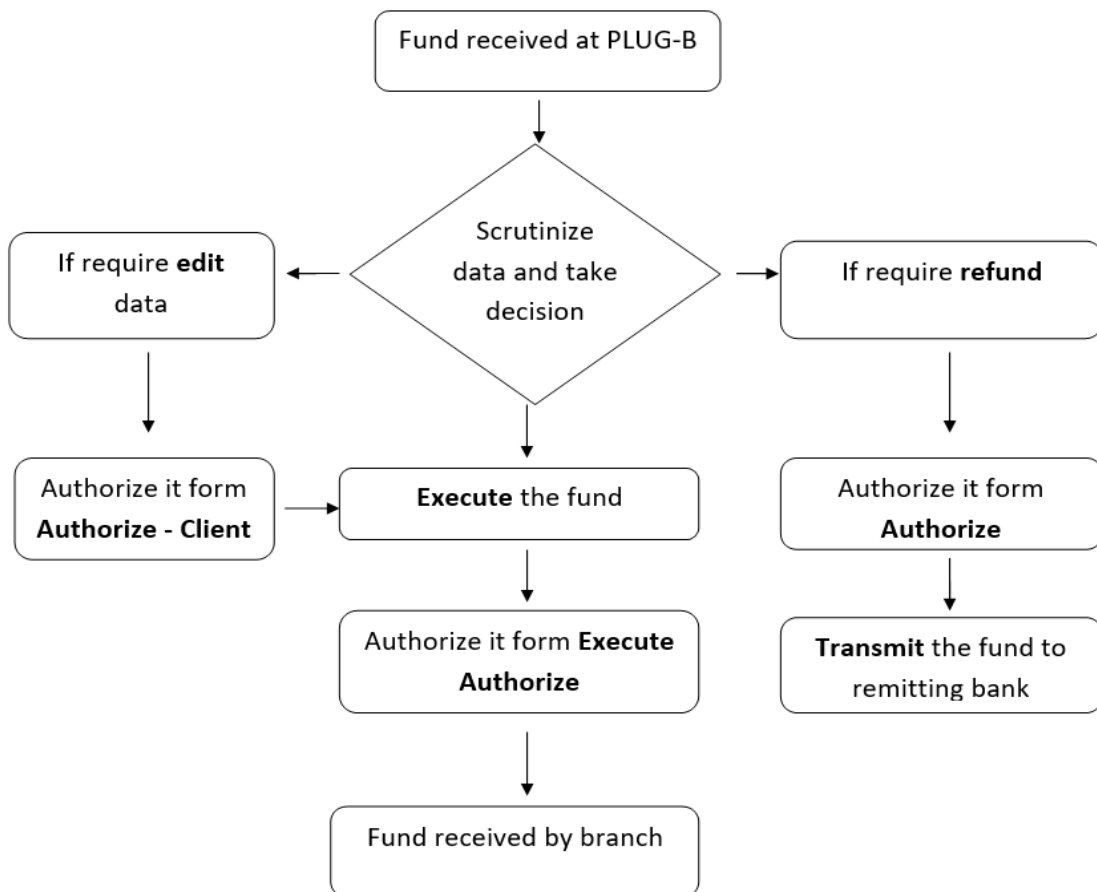 Fund received at PLUG-B
Scrutinize
data and take
decision
If require edit
data
If require refund
Authorize it form
Authorize - Client
Execute the fund
Authorize it form
Authorize
Authorize it form Execute
Authorize
Transmit the fund to
remitting bank
Fund received by branch